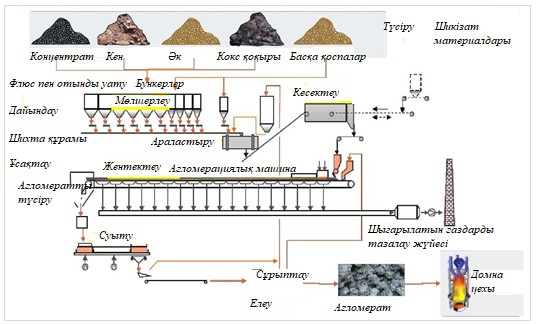 Түсіру
Шикізат
материалдары
Концентрат Кен Әк Кокс қоқыры Басқа қоспалар
Флюс пен отынды уату Бункерлер
Кесектеу
Мөлшерлеу
Дайындау
Шихта құрамы
Араластыру
Ұсақтау
Жентектеу Агломерациялық машина
Агломератты
түсіру
Суыту
Шығарылатын газдарды
тазалау жүйесі
Сұрыптау
Домна
цехы
Елеу
Агломерат